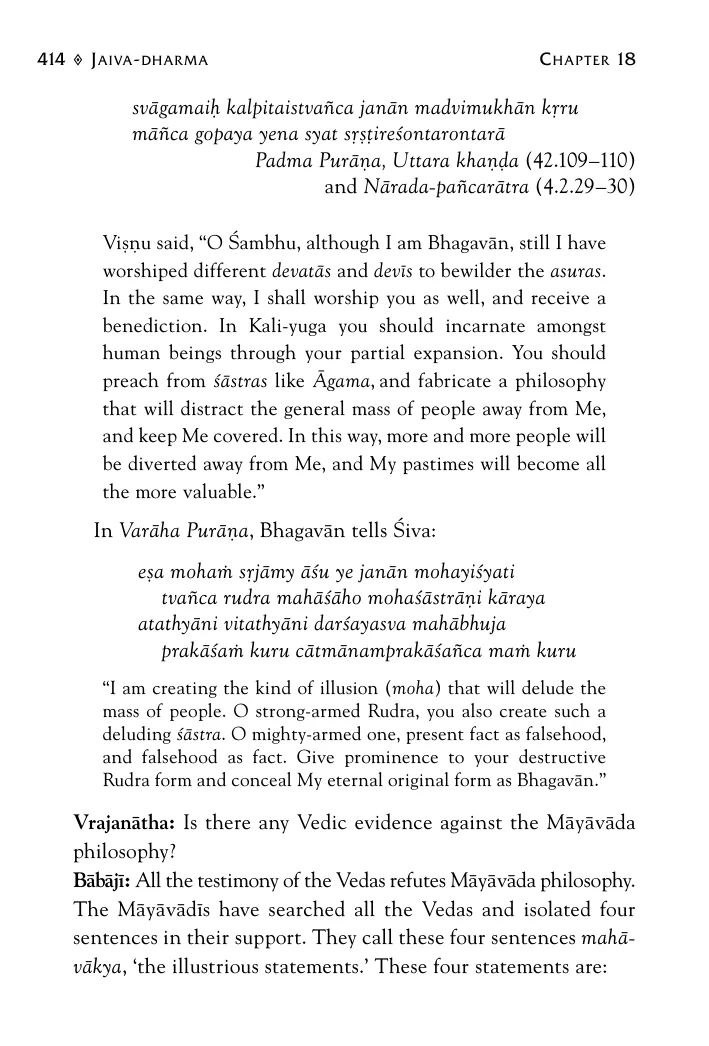 414 ◈ Jaiva-dharma Chapter 18
svāgamaiḥ kalpitaistvañca janān madvimukhān kṛru
māñca gopaya yena syat sṛṣṭireśontarontarā
Padma Purāṇa, Uttara khaṇḍa (42.109–110)
and Nārada-pañcarātra (4.2.29–30)
Viṣṇu said, “O Śambhu, although I am Bhagavān, still I have
worshiped different devatās and devīs to bewilder the asuras.
In the same way, I shall worship you as well, and receive a
benediction. In Kali-yuga you should incarnate amongst
human beings through your partial expansion. You should
preach from śāstras like Āgama, and fabricate a philosophy
that will distract the general mass of people away from Me,
and keep Me covered. In this way, more and more people will
be diverted away from Me, and My pastimes will become all
the more valuable.”
In Varāha Purāṇa, Bhagavān tells Śiva:
eṣa mohaṁ sṛjāmy āśu ye janān mohayiśyati
tvañca rudra mahāśāho mohaśāstrāṇi kāraya
atathyāni vitathyāni darśayasva mahābhuja
prakāśaṁ kuru cātmānamprakāśañca maṁ kuru
“I am creating the kind of illusion (moha) that will delude the
mass of people. O strong-armed Rudra, you also create such a
deluding śāstra. O mighty-armed one, present fact as falsehood,
and falsehood as fact. Give prominence to your destructive
Rudra form and conceal My eternal original form as Bhagavān.”
Vrajanātha: Is there any Vedic evidence against the Māyāvāda
philosophy?
Bābājī: All the testimony of the Vedas refutes Māyāvāda philosophy.
The Māyāvādīs have searched all the Vedas and isolated four
sentences in their support. They call these four sentences mahā-
vākya, ‘the illustrious statements.’ These four statements are: